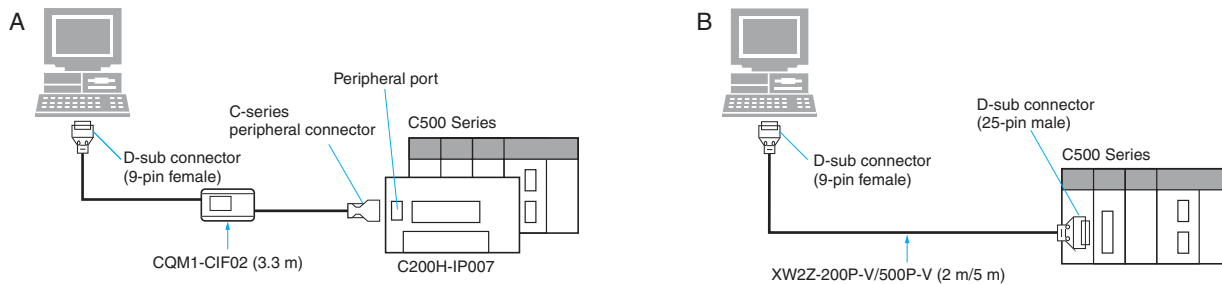 A
Peripheral port
C-series
peripheral connector
C500 Series
D-sub connector
(9-pin female)
CQM1-CIF02 (3.3 m)
C200H-IP007
B
D-sub connector
(25-pin male)
C500 Series
D-sub connector
(9-pin female)
XW2Z-200P-V/500P-V (2 m/5 m)